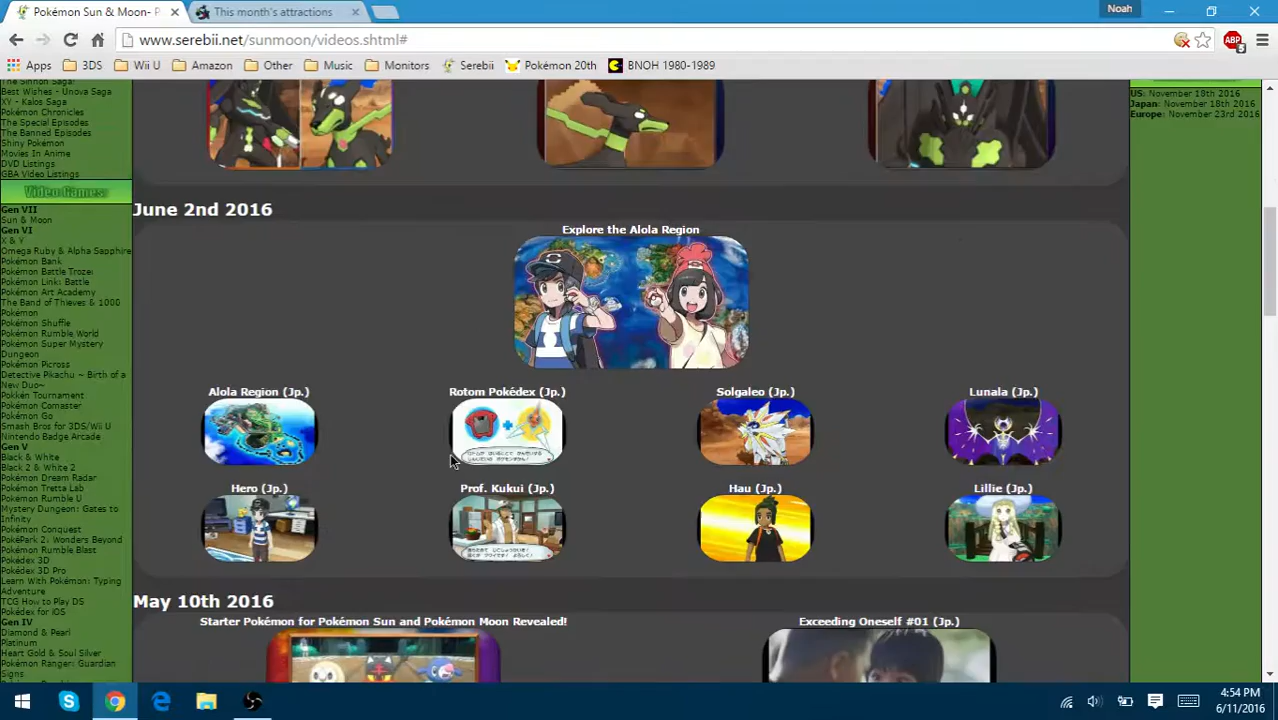 Pokémon Sun & Moon- P
This month's attractions
Noah
www.serebii.net/sunmoon/videos.shtml#
Apps
3DS
Wii U
Amazon
Other
Music
Monitors
Serebii
Pokémon 20th
BNOH 1980-1989
ABP
5
The Sinnoh Saga
Best Wishes - Unova Saga
XY - Kalos Saga
Pokémon Chronicles
The Special Episodes
The Banned Episodes
Shiny Pokémon
Movies In Anime
DVD Listings
GBA Video Listings
Video Games:
Gen VII
Sun & Moon
Gen VI
X & Y
Omega Ruby & Alpha Sapphire
Pokémon Bank
Pokémon Battle Trozei
Pokémon Link: Battle
Pokémon Art Academy
The Band of Thieves & 1000
Pokémon
Pokémon Shuffle
Pokémon Rumble World
Pokémon Super Mystery
Dungeon
Pokémon Picross
Detective Pikachu ~ Birth of a
New Duo~
Pokkén Tournament
Pokémon Comaster
Pokémon Go
Smash Bros for 3DS/Wii U
Nintendo Badge Arcade
Gen V
Black & White
Black 2 & White 2
Pokémon Dream Radar
Pokémon Tretta Lab
Pokémon Rumble U
Mystery Dungeon: Gates to
Infinity
Pokémon Conquest
PokéPark 2: Wonders Beyond
Pokémon Rumble Blast
Pokédex 3D
Pokédex 3D Pro
Learn With Pokémon: Typing
Adventure
TCG How to Play DS
Pokédex for iOS
Gen IV
Diamond & Pearl
Platinum
Heart Gold & Soul Silver
Pokémon Ranger: Guardian
Signs
June 2nd 2016
Explore the Alola Region
Alola Region (Jp.)
Rotom Pokédex (Jp.)
Solgaleo (Jp.)
Lunala (Jp.)
Hero (Jp.)
Prof. Kukui (Jp.)
Hau (Jp.)
Lillie (Jp.)
May 10th 2016
Starter Pokémon for Pokémon Sun and Pokémon Moon Revealed!
Exceeding Oneself #01 (Jp.)
US: November 18th 2016
Japan: November 18th 2016
Europe: November 23rd 2016
4:54 PM
6/11/2016